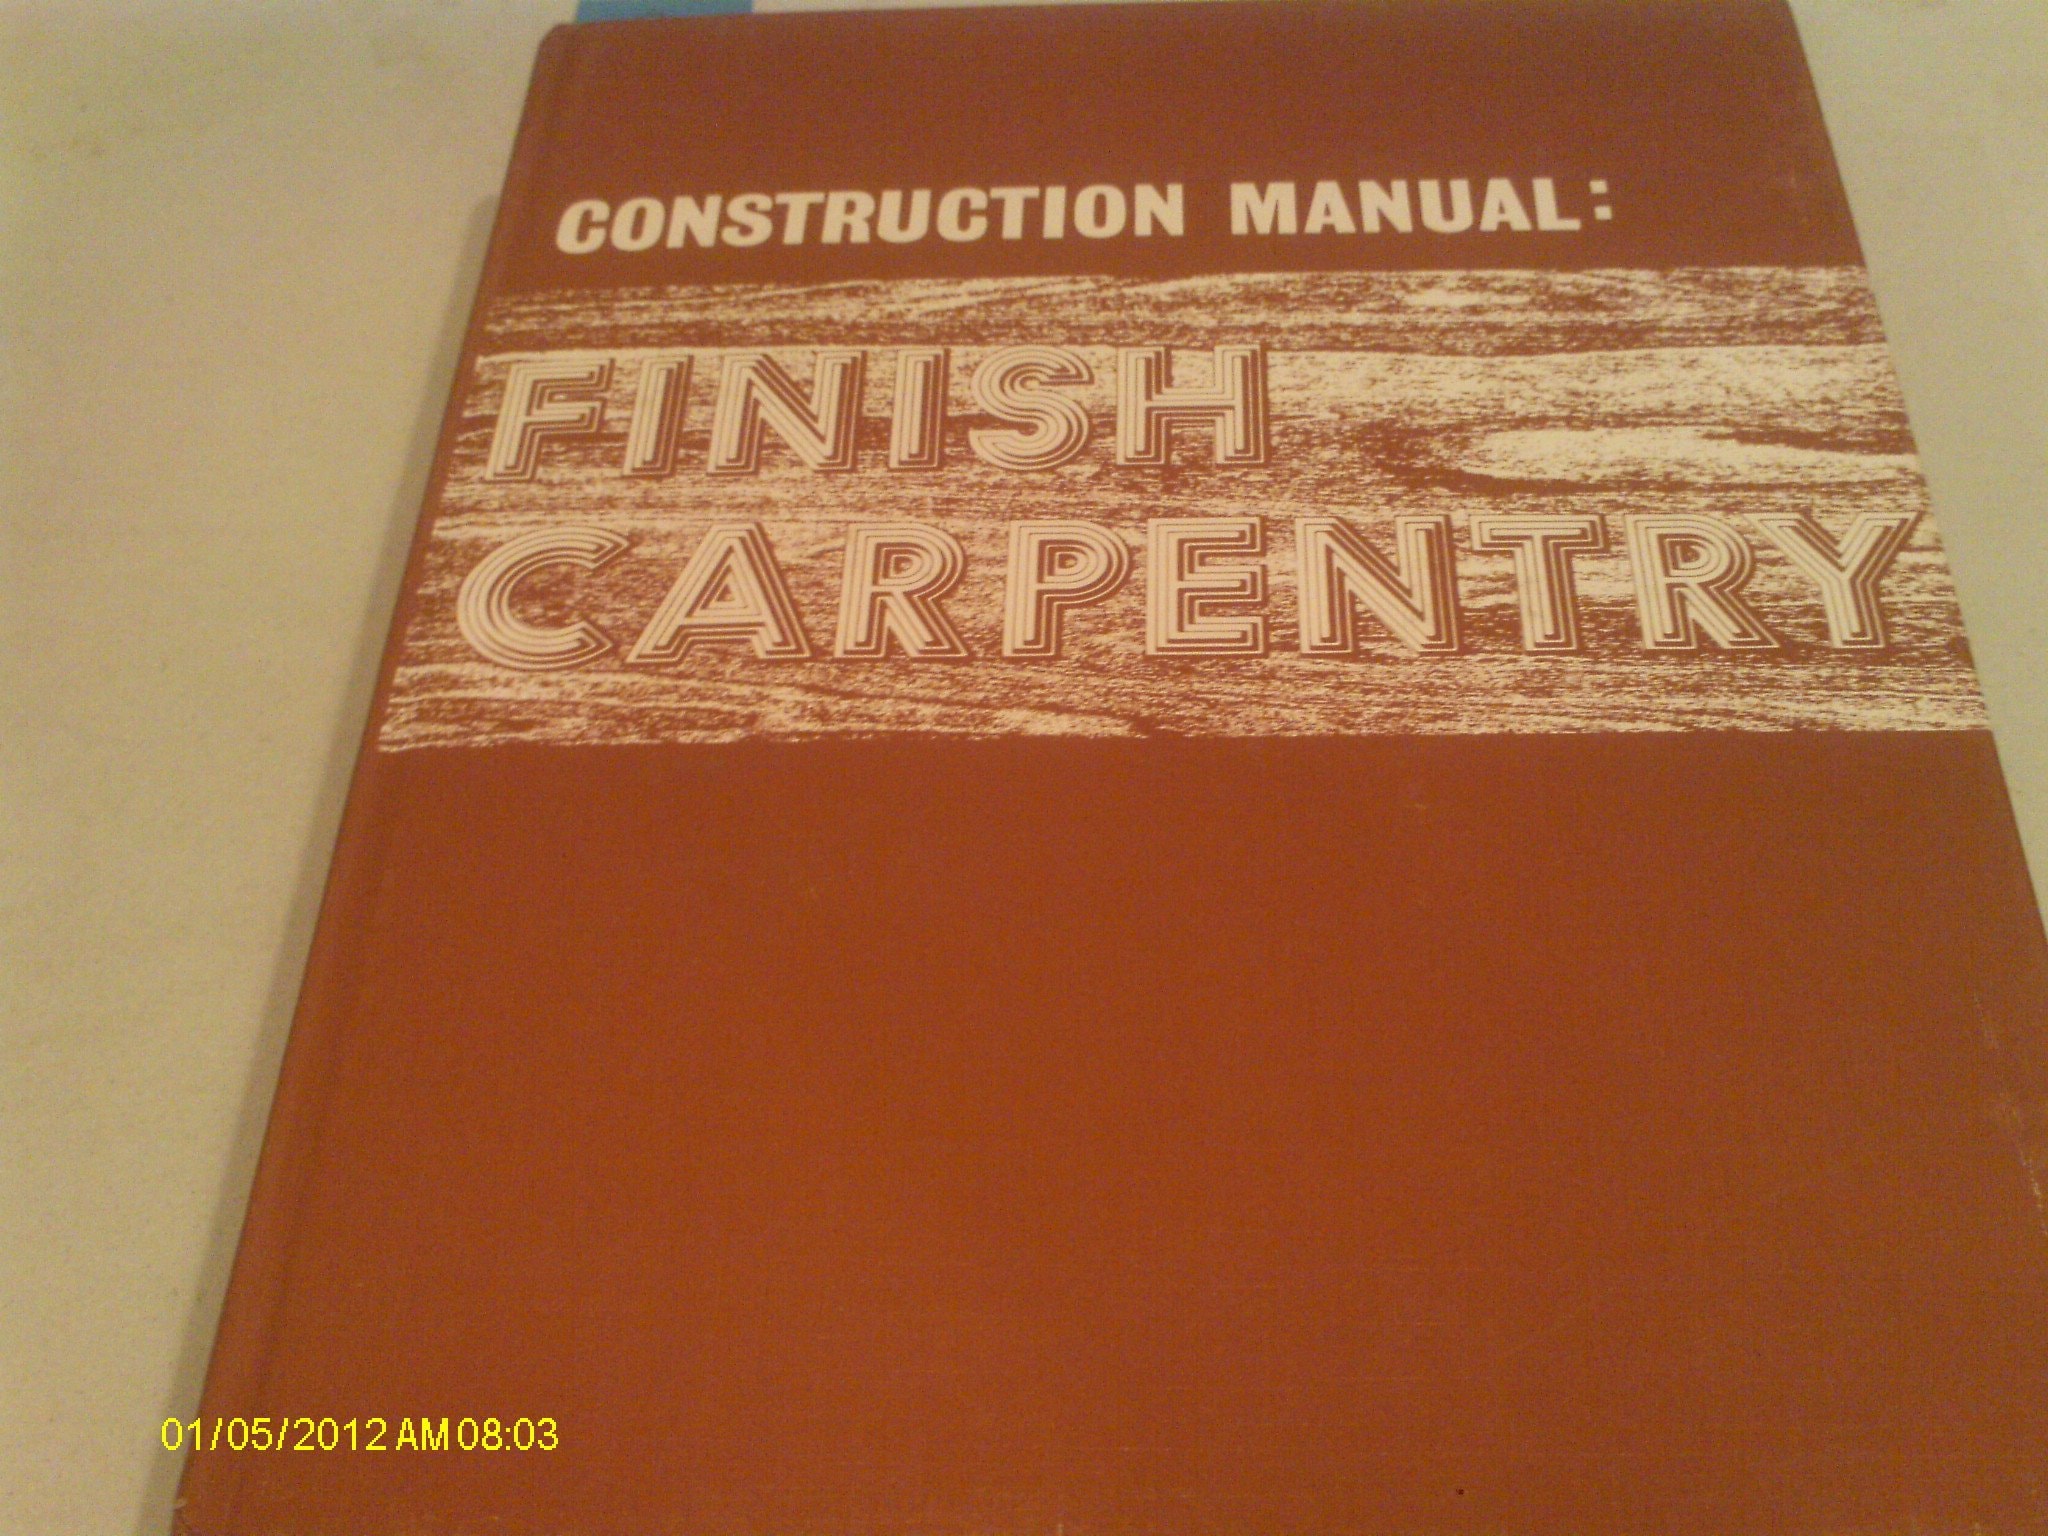 CONSTRUCTION MANUAL:
FINISH
CARPENTRY
01/05/2012 AM 08:03